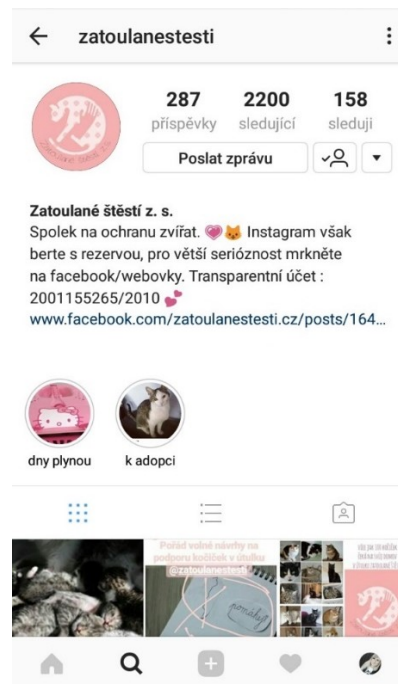 zatoulanestesti
287 2200 158
příspěvky sledující sleduji
Poslat zprávu
Zatoulané štěstí z. s.
Spolek na ochranu zvířat. 💗🐱 Instagram však
berte s rezervou, pro větší serióznost mrkněte
na facebook/webovky. Transparentní účet :
2001155265/2010 💕
www.facebook.com/zatoulanestesti.cz/posts/164...
dny plynou k adopci
Pořád volné návrhy na
podporu kočiček v útulku
@zatoulanestesti